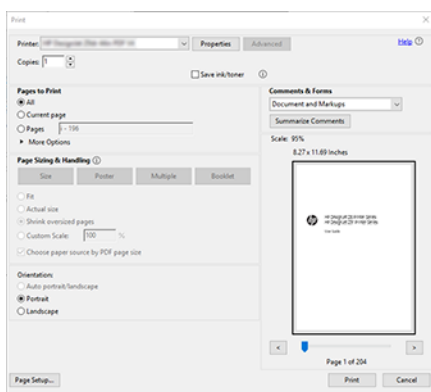 Print
Printer:
Properties
Advanced
Help
Copies: 1
Save ink/toner
Pages to Print
All
Current page
Pages
More Options
Page Sizing & Handling
Size
Poster
Multiple
Booklet
Fit
Actual size
Shrink oversized pages
Custom Scale: 100 %
Choose paper source by PDF page size
Orientation:
Auto portrait/landscape
Portrait
Landscape
Comments & Forms
Document and Markups
Summarize Comments
Scale: 95%
8.27 x 11.69 Inches
hp
User Guide
<
>
Page 1 of 204
Page Setup...
Print
Cancel